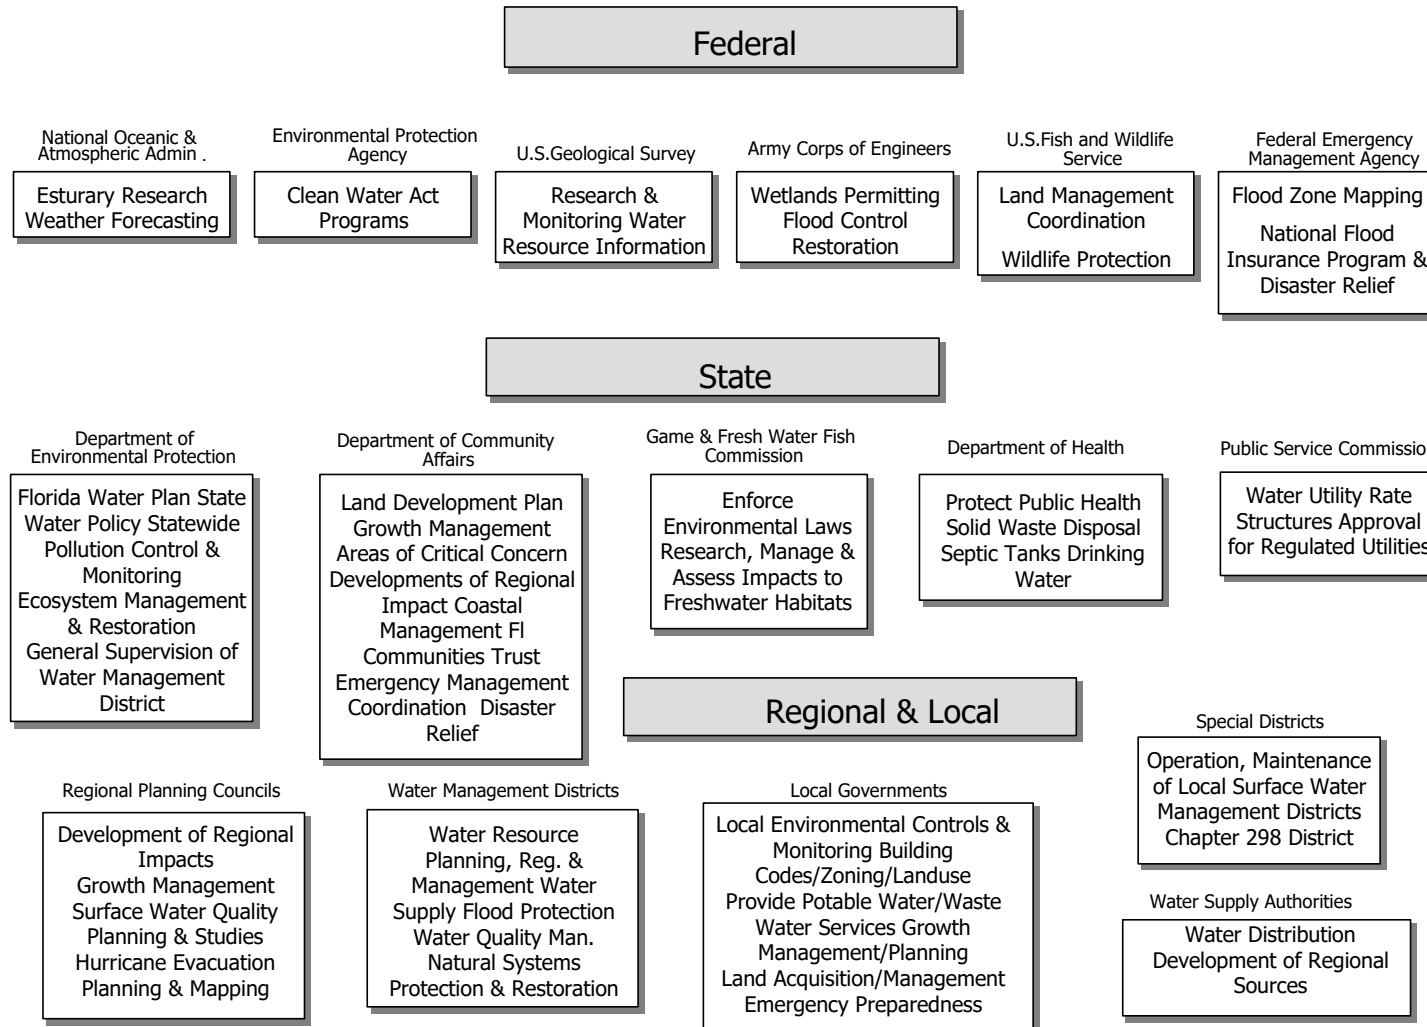 Federal
National Oceanic &
Atmospheric Admin .
Esturary Research
Weather Forecasting
Environmental Protection
Agency
Clean Water Act
Programs
U.S.Geological Survey
Research &
Monitoring Water
Resource Information
Army Corps of Engineers
Wetlands Permitting
Flood Control
Restoration
U.S.Fish and Wildlife
Service
Land Management
Coordination
Wildlife Protection
Federal Emergency
Management Agency
Flood Zone Mapping
National Flood
Insurance Program &
Disaster Relief
State
Department of
Environmental Protection
Florida Water Plan State
Water Policy Statewide
Pollution Control &
Monitoring
Ecosystem Management
& Restoration
General Supervision of
Water Management
District
Department of Community
Affairs
Land Development Plan
Growth Management
Areas of Critical Concern
Developments of Regional
Impact Coastal
Management Fl
Communities Trust
Emergency Management
Coordination Disaster
Relief
Game & Fresh Water Fish
Commission
Enforce
Environmental Laws
Research, Manage &
Assess Impacts to
Freshwater Habitats
Department of Health
Protect Public Health
Solid Waste Disposal
Septic Tanks Drinking
Water
Public Service Commissio
Water Utility Rate
Structures Approval
for Regulated Utilities
Regional & Local
Regional Planning Councils
Development of Regional
Impacts
Growth Management
Surface Water Quality
Planning & Studies
Hurricane Evacuation
Planning & Mapping
Water Management Districts
Water Resource
Planning, Reg. &
Management Water
Supply Flood Protection
Water Quality Man.
Natural Systems
Protection & Restoration
Local Governments
Local Environmental Controls &
Monitoring Building
Codes/Zoning/Landuse
Provide Potable Water/Waste
Water Services Growth
Management/Planning
Land Acquisition/Management
Emergency Preparedness
Special Districts
Operation, Maintenance
of Local Surface Water
Management Districts
Chapter 298 District
Water Supply Authorities
Water Distribution
Development of Regional
Sources